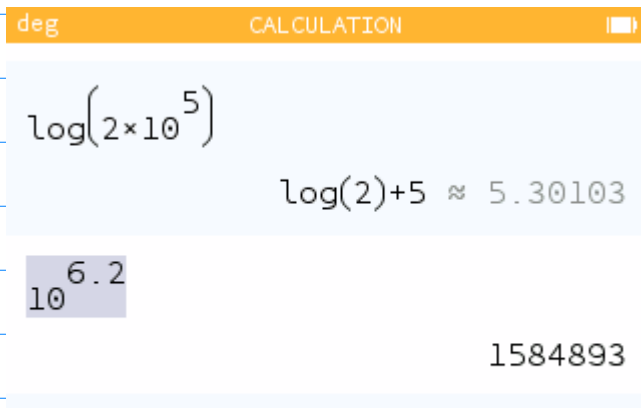 deg CALCULATION
log(2×10^5)
log(2)+5 ≈ 5.30103
10^6.2
1584893